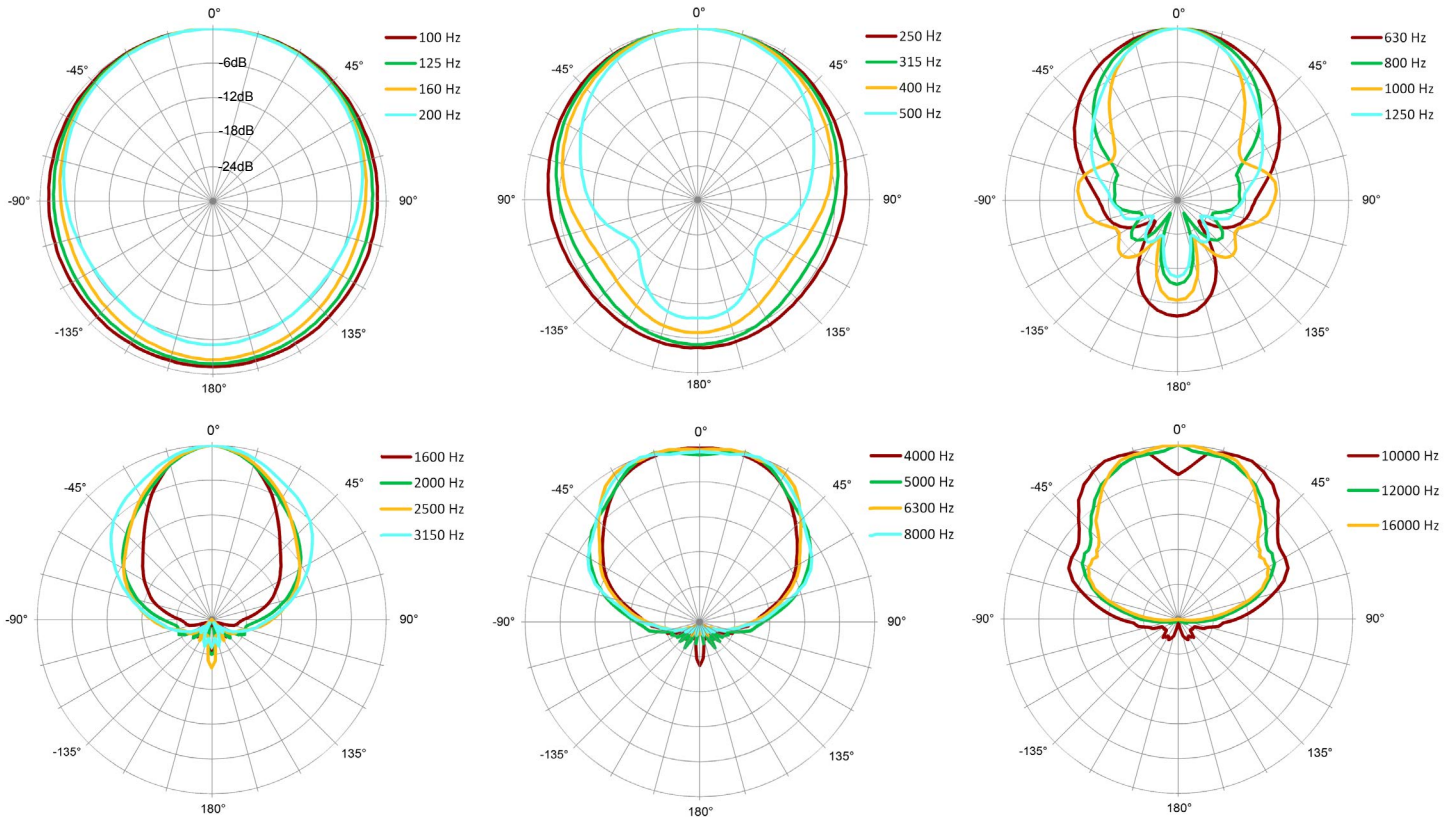 0°
-45°
45°
-6dB
-12dB
-18dB
-24dB
-90°
90°
-135°
135°
180°
100 Hz
125 Hz
160 Hz
200 Hz
0°
-45°
45°
90°
90°
-135°
135°
180°
250 Hz
315 Hz
400 Hz
500 Hz
0°
-45°
45°
-90°
90°
-135°
135°
180°
630 Hz
800 Hz
1000 Hz
1250 Hz
0°
-45°
45°
-90°
90°
-135°
135°
180°
1600 Hz
2000 Hz
2500 Hz
3150 Hz
0°
-45°
45°
-90°
90°
-135°
135°
180°
4000 Hz
5000 Hz
6300 Hz
8000 Hz
0°
-45°
45°
-90°
90°
-135°
135°
180°
10000 Hz
12000 Hz
16000 Hz